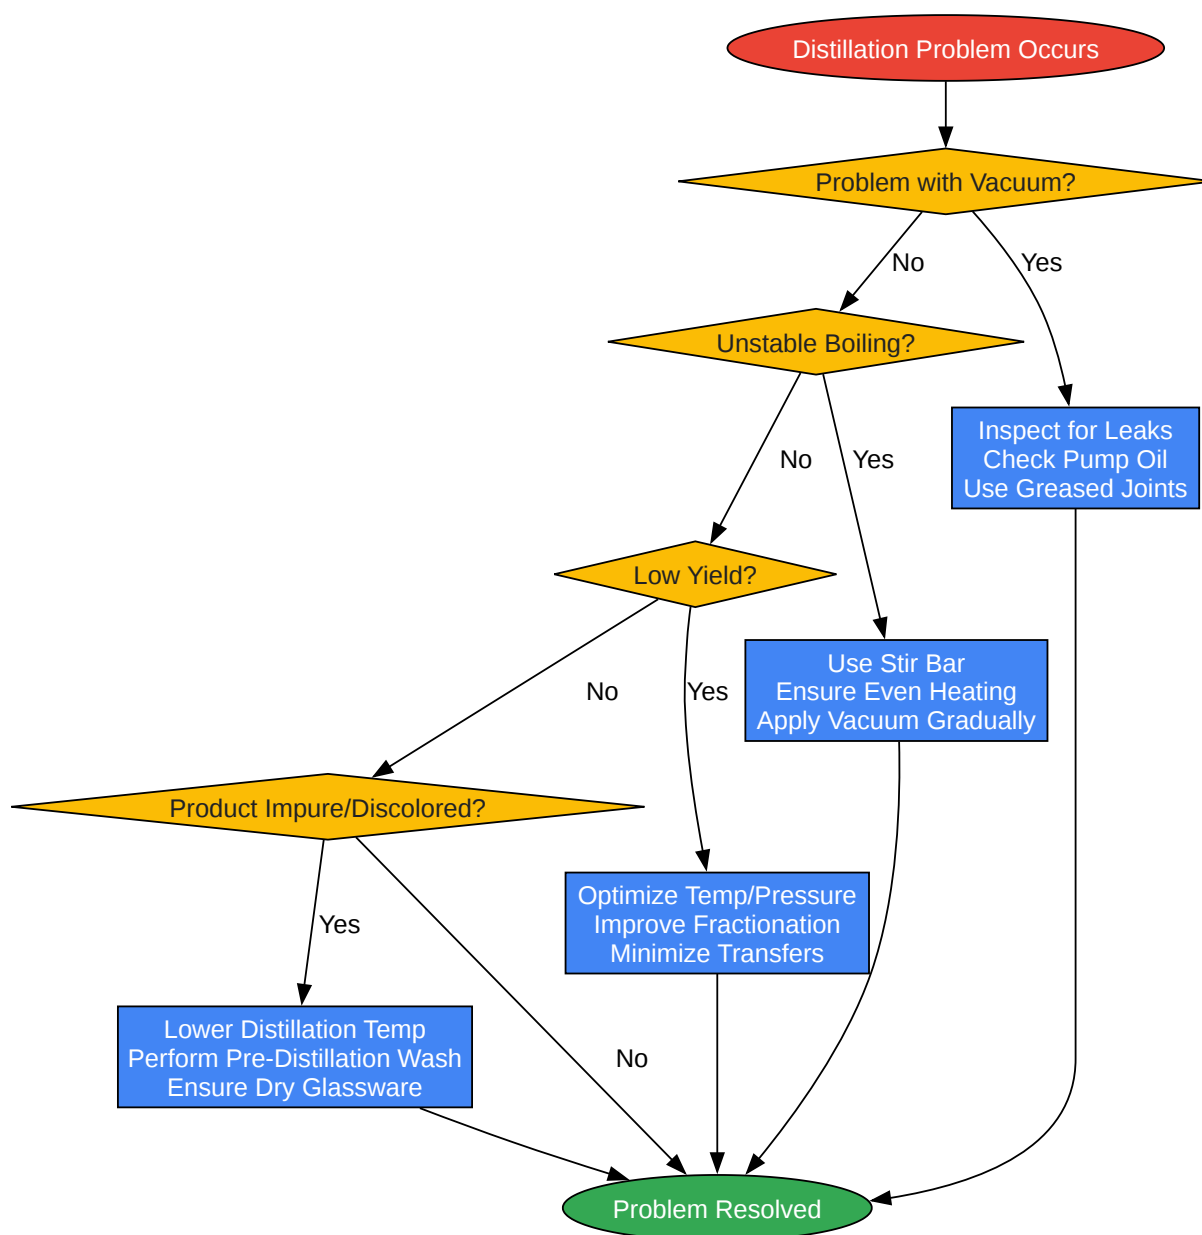 Distillation Problem Occurs
Problem with Vacuum?
No
Yes
Unstable Boiling?
Inspect for Leaks
Check Pump Oil
Use Greased Joints
No
Yes
Low Yield?
Use Stir Bar
Ensure Even Heating
Apply Vacuum Gradually
No
Yes
Product Impure/Discolored?
Optimize Temp/Pressure
Improve Fractionation
Minimize Transfers
Yes
Lower Distillation Temp
Perform Pre-Distillation Wash
Ensure Dry Glassware
No
Problem Resolved